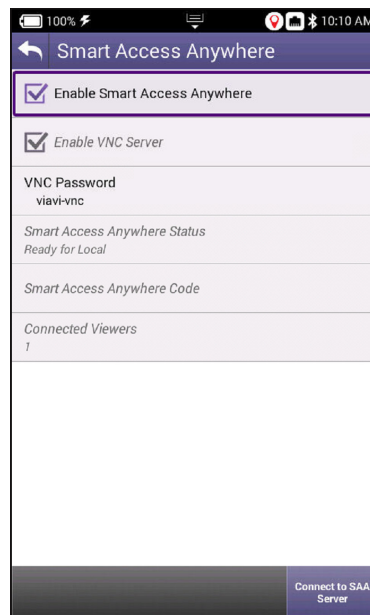 100% 10:10 AM
Smart Access Anywhere
Enable Smart Access Anywhere
Enable VNC Server
VNC Password
viavi-vnc
Smart Access Anywhere Status
Ready for Local
Smart Access Anywhere Code
Connected Viewers
1
Connect to SAA
Server